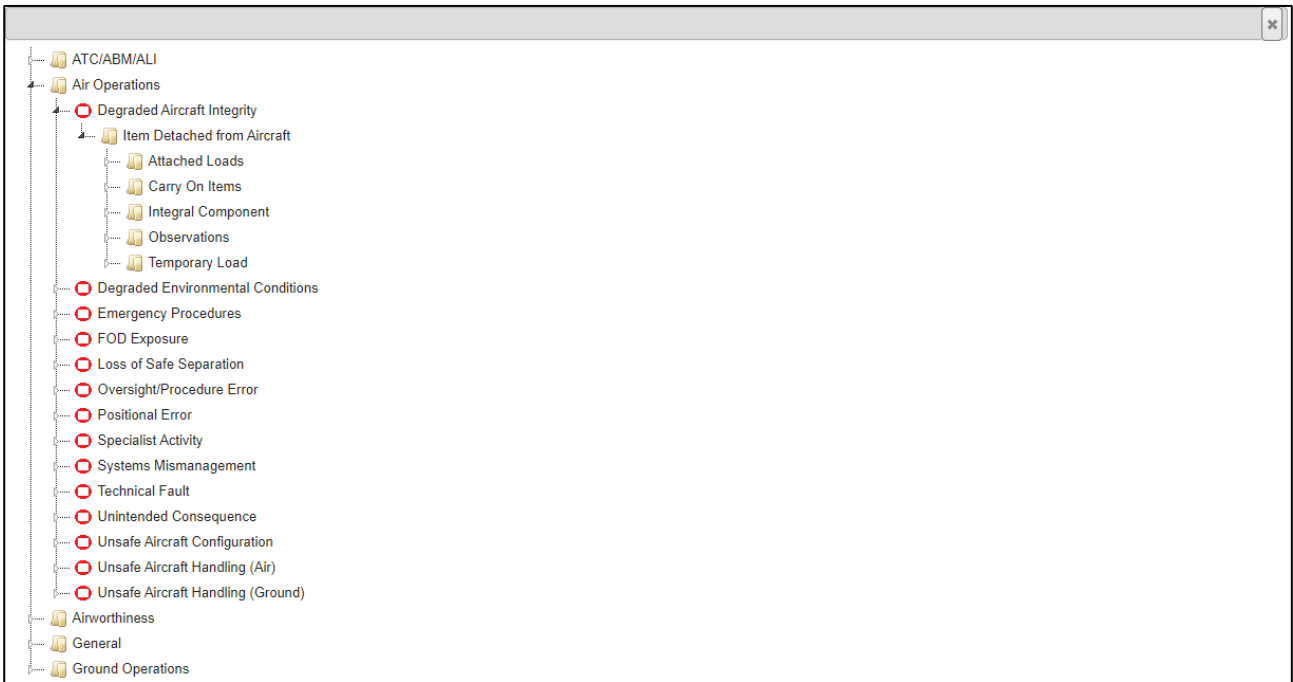 ATC/ABM/ALI
Air Operations
Degraded Aircraft Integrity
Item Detached from Aircraft
Attached Loads
Carry On Items
Integral Component
Observations
Temporary Load
Degraded Environmental Conditions
Emergency Procedures
FOD Exposure
Loss of Safe Separation
Oversight/Procedure Error
Positional Error
Specialist Activity
Systems Mismanagement
Technical Fault
Unintended Consequence
Unsafe Aircraft Configuration
Unsafe Aircraft Handling (Air)
Unsafe Aircraft Handling (Ground)
Airworthiness
General
Ground Operations